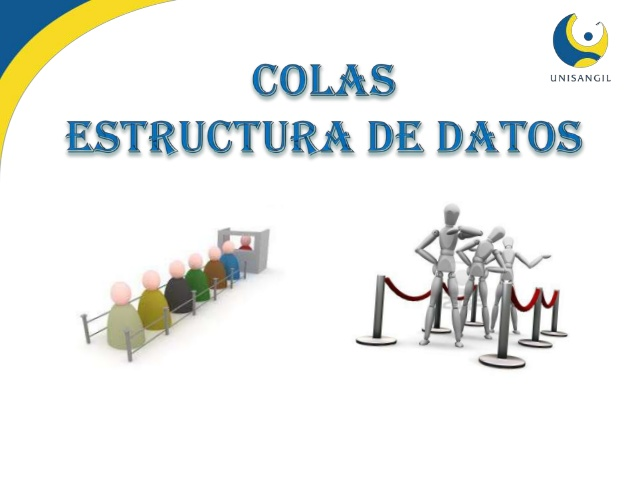 UNISANGIL
COLAS
ESTRUCTURA DE DATOS